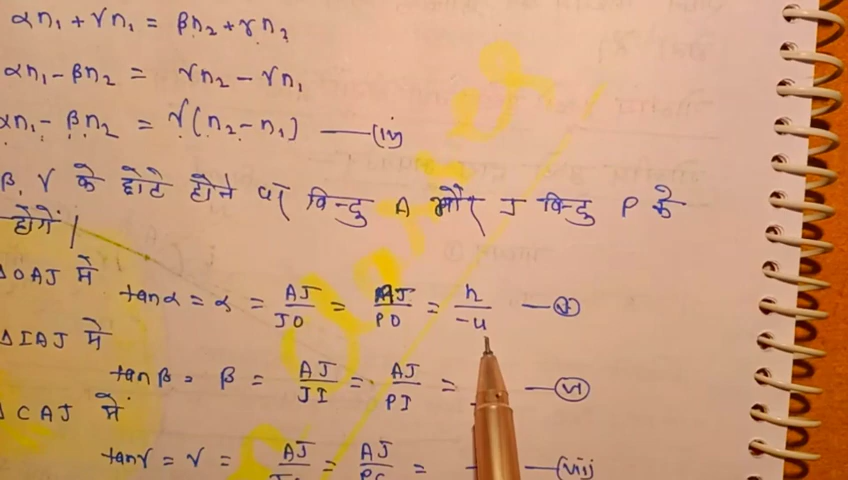 αn₁ + γn₁ = βn₂ + γn₂
αn₁ - βn₂ = γn₂ - γn₁
αn₁ - βn₂ = γ(n₂ - n₁) —(iv)
β, γ के छोटे होने पर बिन्दु A और J बिन्दु P के
होंगे।
ΔOAJ में
tanα = α = AJ/JO = AJ/PO = h/-u —(v)
ΔIAJ में
tanβ = β = AJ/JI = AJ/PI = —(vi)
ΔCAJ में
tanγ = γ = AJ = AJ = —(vii)